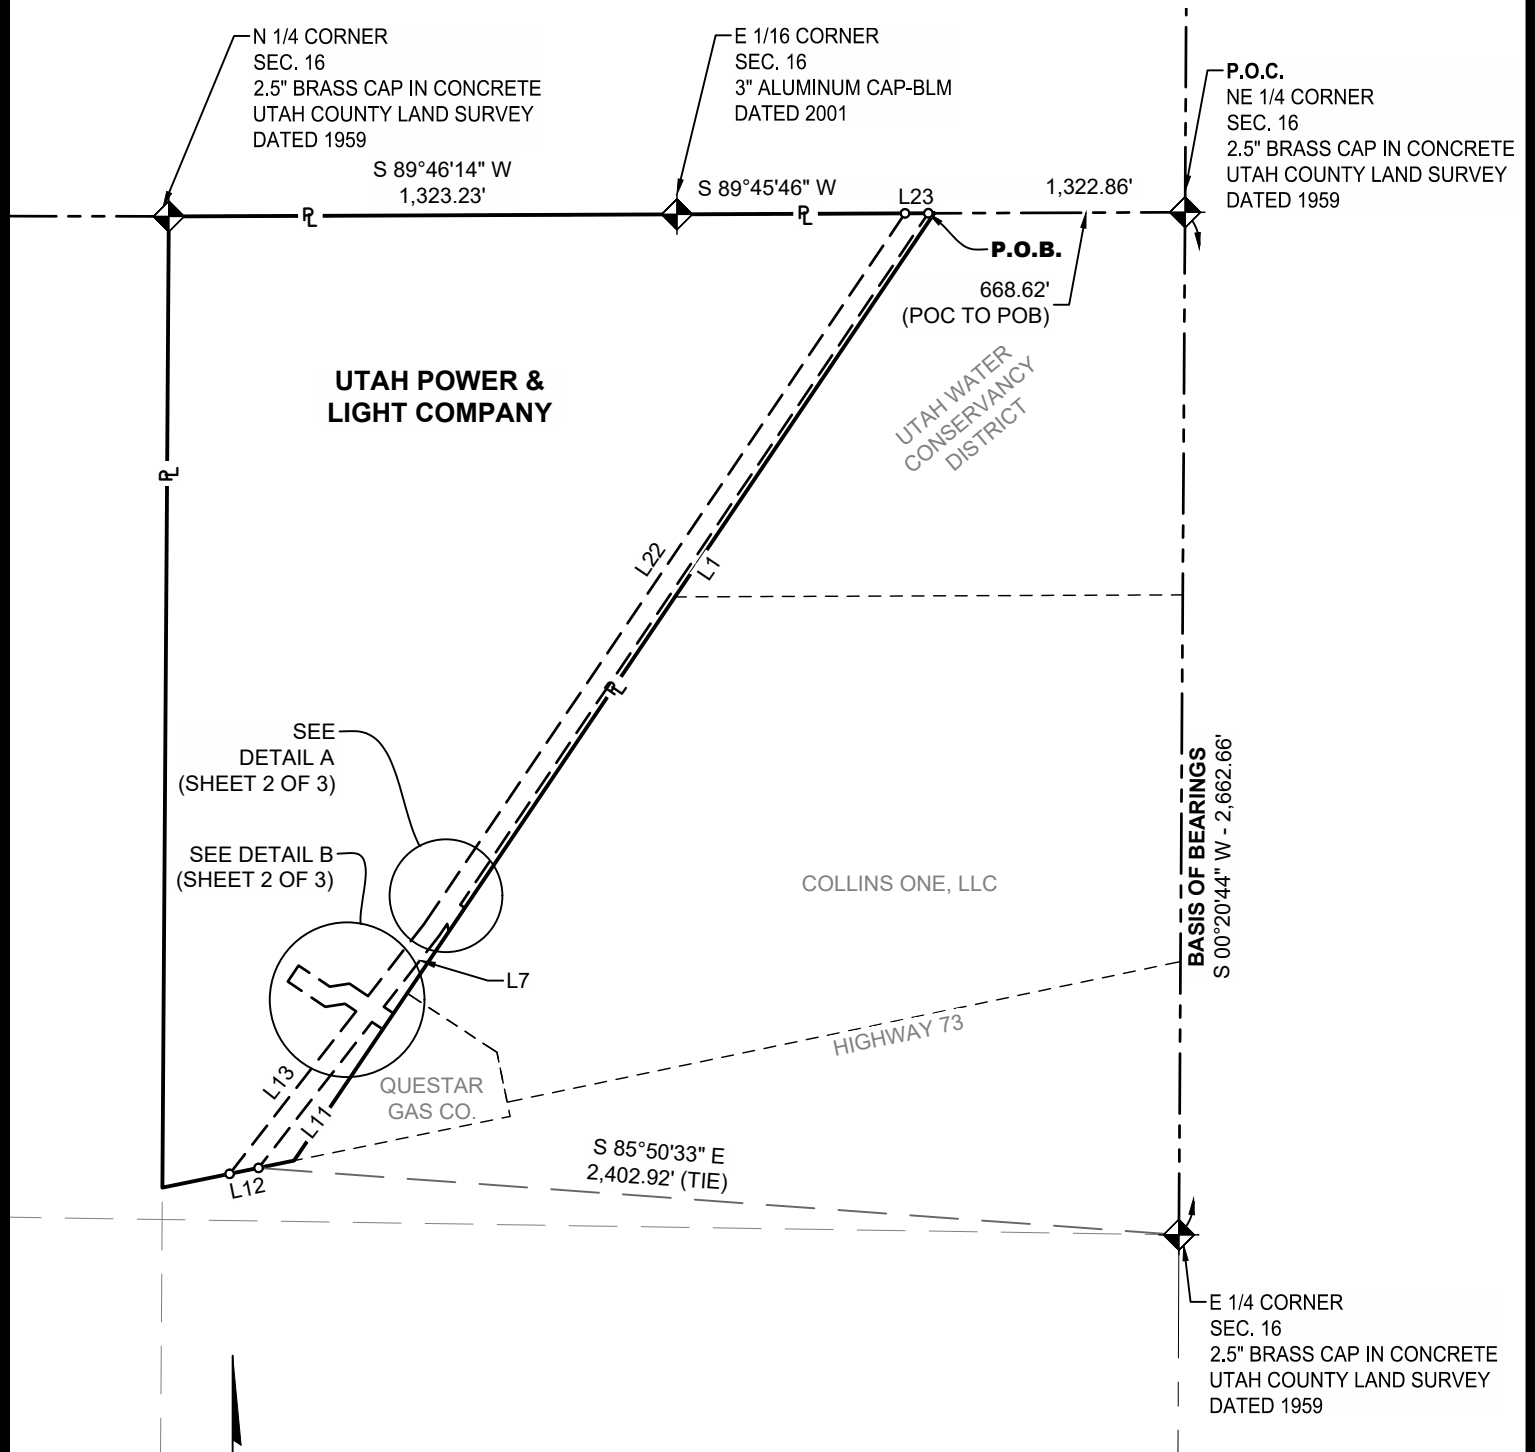 N 1/4 CORNER
SEC. 16
2.5" BRASS CAP IN CONCRETE
UTAH COUNTY LAND SURVEY
DATED 1959
E 1/16 CORNER
SEC. 16
3" ALUMINUM CAP-BLM
DATED 2001
P.O.C.
NE 1/4 CORNER
SEC. 16
2.5" BRASS CAP IN CONCRETE
UTAH COUNTY LAND SURVEY
DATED 1959
S 89°46'14" W
1,323.23'
S 89°45'46" W
L23
1,322.86'
PL
PL
P.O.B.
668.62'
(POC TO POB)
UTAH POWER &
LIGHT COMPANY
UTAH WATER
CONSERVANCY
DISTRICT
PL
L22
L1
PL
SEE
DETAIL A
(SHEET 2 OF 3)
SEE DETAIL B
(SHEET 2 OF 3)
COLLINS ONE, LLC
BASIS OF BEARINGS
S 00°20'44" W - 2,662.66'
L7
HIGHWAY 73
L13
L11
QUESTAR
GAS CO.
L12
S 85°50'33" E
2,402.92' (TIE)
E 1/4 CORNER
SEC. 16
2.5" BRASS CAP IN CONCRETE
UTAH COUNTY LAND SURVEY
DATED 1959